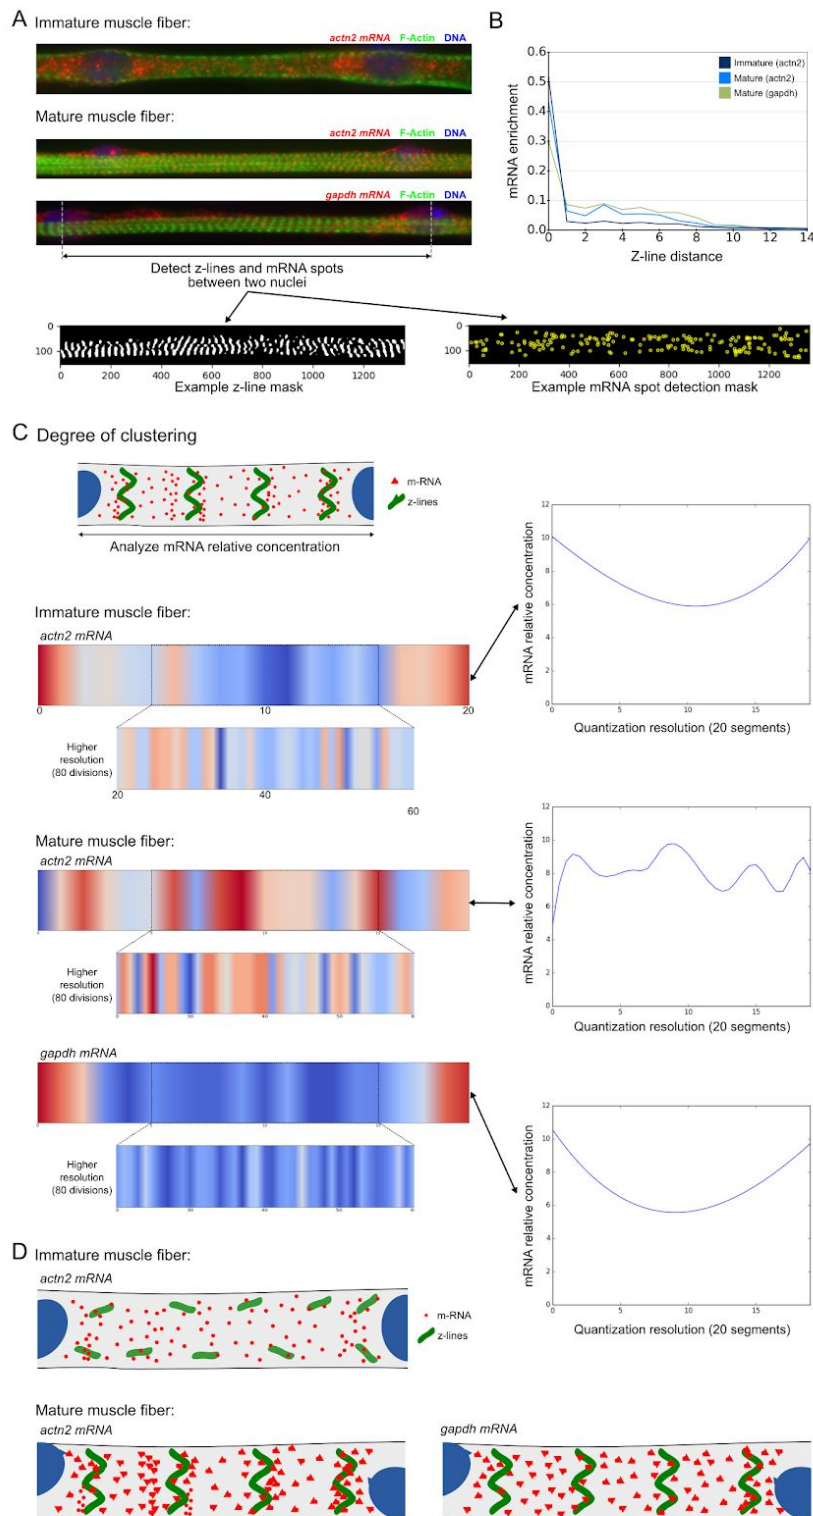 A Immature muscle fiber:
actn2 mRNA F-Actin DNA
Mature muscle fiber:
actn2 mRNA F-Actin DNA
gapdh mRNA F-Actin DNA
Detect z-lines and mRNA spots
between two nuclei
0
100
0 200 400 600 800 1000 1200
Example z-line mask
0
100
0 200 400 600 800 1000 1200
Example mRNA spot detection mask
B
mRNA enrichment
0.6
0.5
0.4
0.3
0.2
0.1
0.0
0 2 4 6 8 10 12 14
Z-line distance
Immature (actn2)
Mature (actn2)
Mature (gapdh)
C Degree of clustering
m-RNA
z-lines
Analyze mRNA relative concentration
Immature muscle fiber:
actn2 mRNA
0 10 20
Higher
resolution
(80 divisions)
20 40 60
mRNA relative concentration
12
10
8
6
4
2
0
0 5 10 15
Quantization resolution (20 segments)
Mature muscle fiber:
actn2 mRNA
Higher
resolution
(80 divisions)
mRNA relative concentration
12
10
8
6
4
2
0
0 5 10 15
Quantization resolution (20 segments)
gapdh mRNA
Higher
resolution
(80 divisions)
mRNA relative concentration
12
10
8
6
4
2
0
0 5 10 15
Quantization resolution (20 segments)
D Immature muscle fiber:
actn2 mRNA
m-RNA
z-lines
Mature muscle fiber:
actn2 mRNA
gapdh mRNA